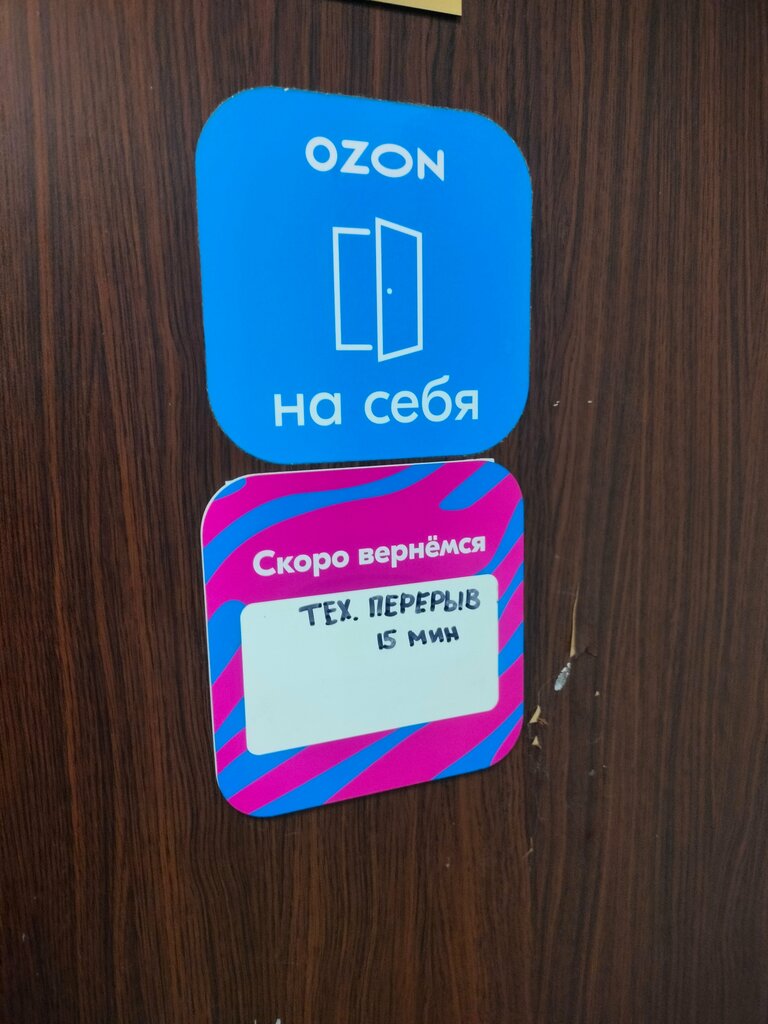 OZON
на себя
Скоро вернёмся
ТЕХ. ПЕРЕРЫВ
15 мин